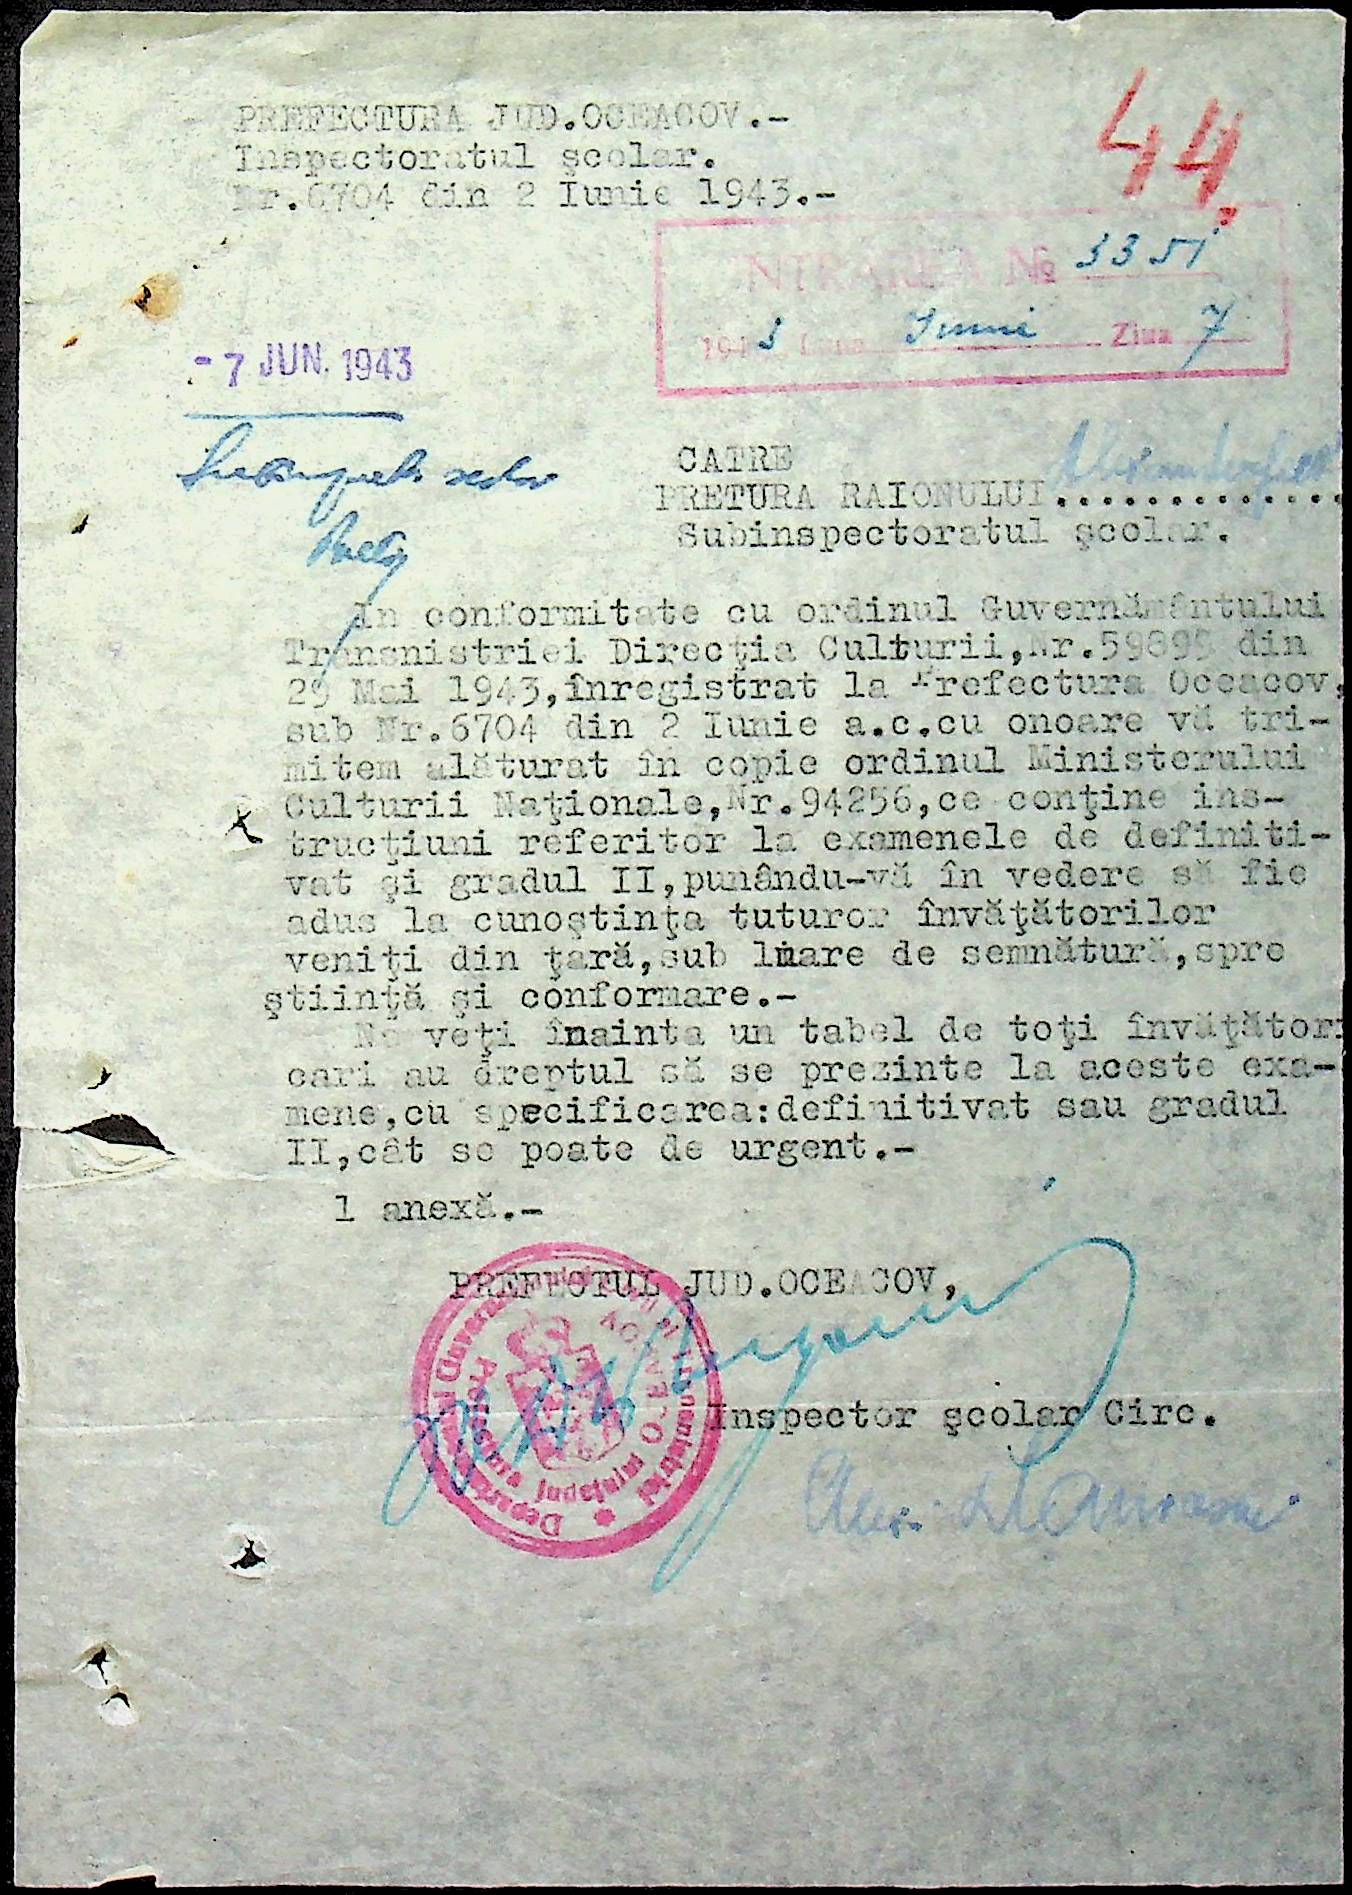 PREFECTURA JUD.OCEACOV.-
Inspectoratul şcolar.
Nr.6704 din 2 Iunie 1943.-
44.
INTRAREA No 3351
1943 Luna Iunie Ziua 7
- 7 JUN. 1943
CATRE
PRETURA RAIONULUI..............
Subinspectoratul şcolar.
In conformitate cu ordinul Guvernământului
Transnistriei Direcţia Culturii,Nr.59899 din
29 Mai 1943,înregistrat la Prefectura Oceacov,
sub Nr.6704 din 2 Iunie a.c.cu onoare vă tri-
mitem alăturat în copie ordinul Ministerului
Culturii Naţionale,Nr.94256,ce conţine ins-
trucţiuni referitor la examenele de definiti-
vat şi gradul II,punându-vă în vedere să fie
adus la cunoştinţa tuturor învăţătorilor
veniţi din ţară,sub luare de semnătură,spre
ştiinţă şi conformare.-
Ne veţi înainta un tabel de toţi învăţători
cari au dreptul să se prezinte la aceste exa-
mene,cu specificarea:definitivat sau gradul
II,cât se poate de urgent.-
1 anexă.-
PREFECTUL JUD.OCEACOV,
Inspector şcolar Circ.